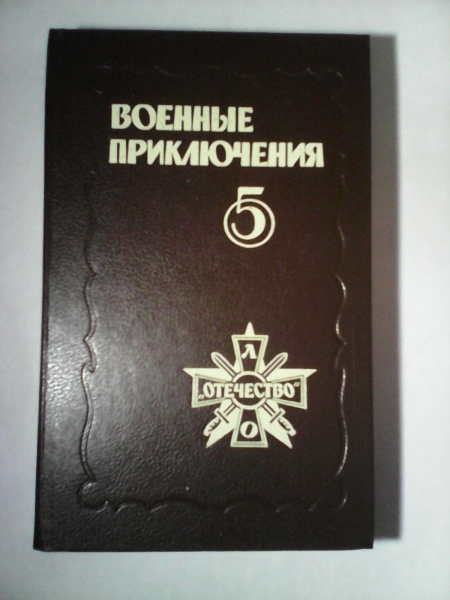 ВОЕННЫЕ
ПРИКЛЮЧЕНИЯ
5
Л
„ОТЕЧЕСТВО"
О